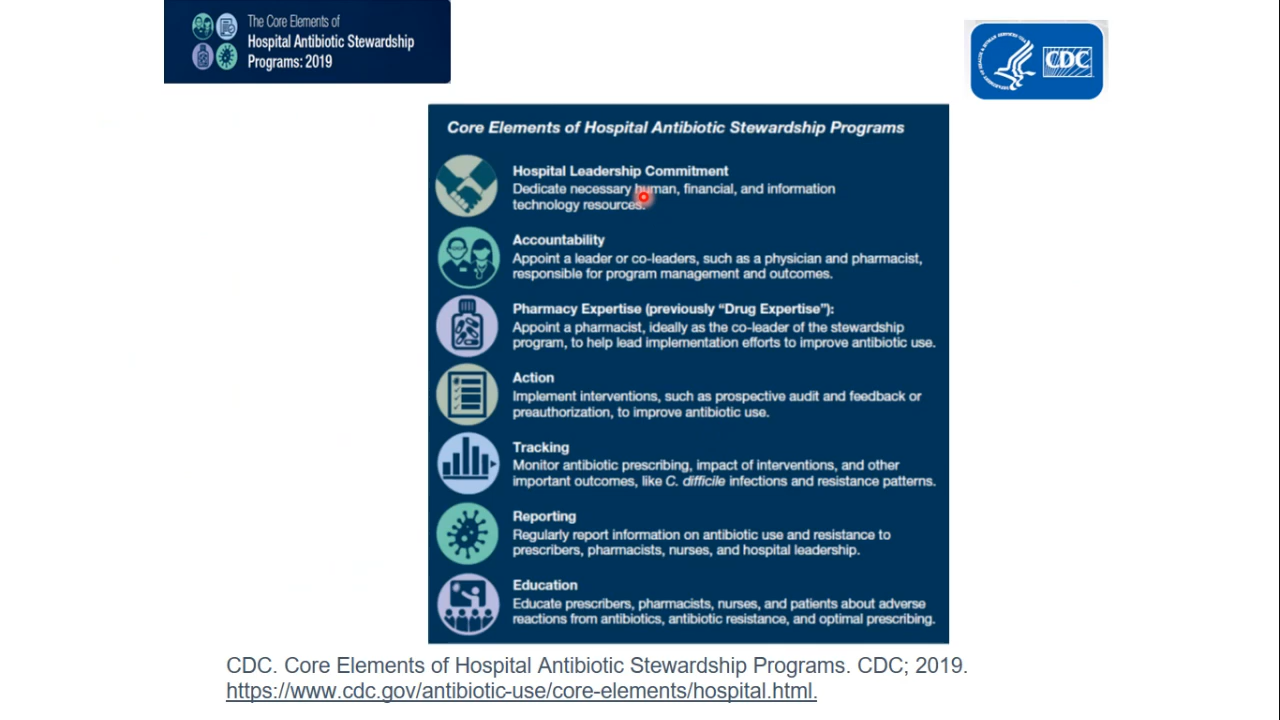 The Core Elements of
Hospital Antibiotic Stewardship
Programs: 2019
CDC
Core Elements of Hospital Antibiotic Stewardship Programs
Hospital Leadership Commitment
Dedicate necessary human, financial, and information
technology resources.
Accountability
Appoint a leader or co-leaders, such as a physician and pharmacist,
responsible for program management and outcomes.
Pharmacy Expertise (previously “Drug Expertise”):
Appoint a pharmacist, ideally as the co-leader of the stewardship
program, to help lead implementation efforts to improve antibiotic use.
Action
Implement interventions, such as prospective audit and feedback or
preauthorization, to improve antibiotic use.
Tracking
Monitor antibiotic prescribing, impact of interventions, and other
important outcomes, like C. difficile infections and resistance patterns.
Reporting
Regularly report information on antibiotic use and resistance to
prescribers, pharmacists, nurses, and hospital leadership.
Education
Educate prescribers, pharmacists, nurses, and patients about adverse
reactions from antibiotics, antibiotic resistance, and optimal prescribing.
CDC. Core Elements of Hospital Antibiotic Stewardship Programs. CDC; 2019.
https://www.cdc.gov/antibiotic-use/core-elements/hospital.html.